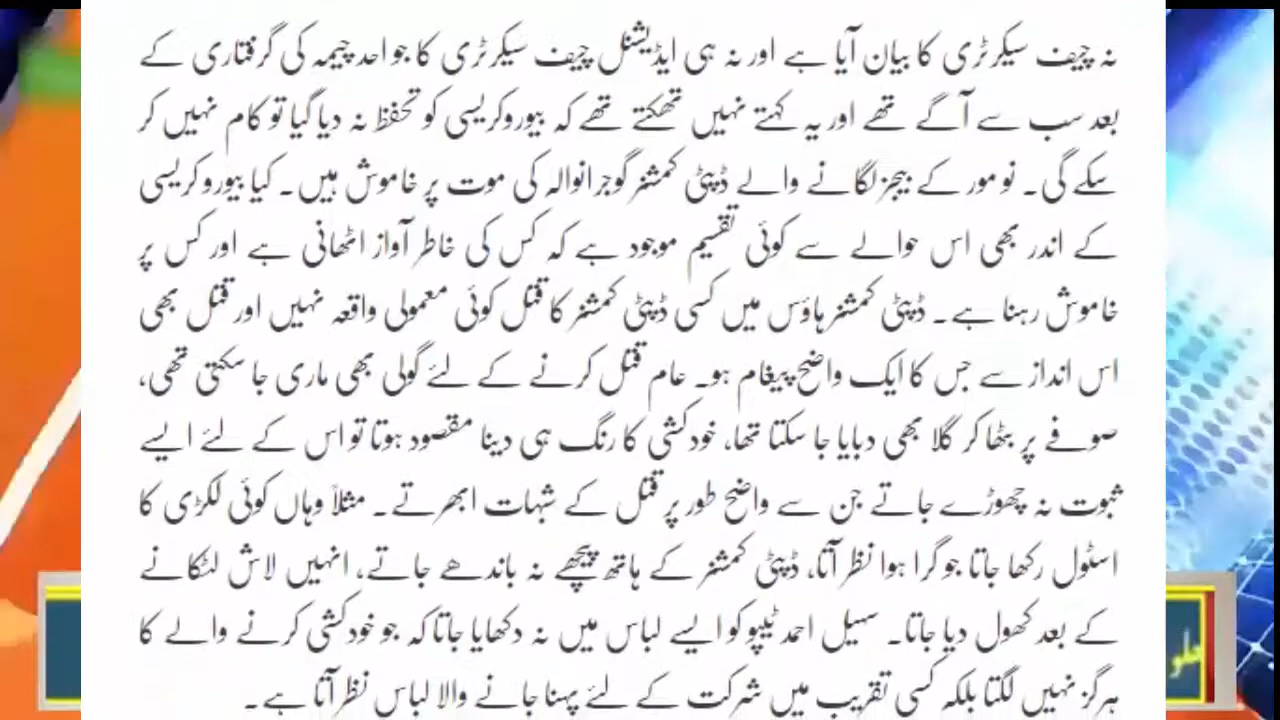 نہ چیف سیکرٹری کا بیان آیا ہے اور نہ ہی ایڈیشنل چیف سیکرٹری کا جو احد چیمہ کی گرفتاری کے
بعد سب سے آگے تھے اور یہ کہتے نہیں تھکتے تھے کہ بیوروکریسی کو تحفظ نہ دیا گیا تو کام نہیں کر
سکے گی۔ نو مور کے بیجز لگانے والے ڈپٹی کمشنر گوجرانوالہ کی موت پر خاموش ہیں۔ کیا بیوروکریسی
کے اندر بھی اس حوالے سے کوئی تقسیم موجود ہے کہ کس کی خاطر آواز اٹھانی ہے اور کس پر
خاموش رہنا ہے۔ ڈپٹی کمشنر ہاؤس میں کسی ڈپٹی کمشنر کا قتل کوئی معمولی واقعہ نہیں اور قتل بھی
اس انداز سے جس کا ایک واضح پیغام ہو۔ عام قتل کرنے کے لئے گولی بھی ماری جا سکتی تھی،
صوفے پر بٹھا کر گلا بھی دبایا جا سکتا تھا، خودکشی کا رنگ ہی دینا مقصود ہوتا تو اس کے لئے ایسے
ثبوت نہ چھوڑے جاتے جن سے واضح طور پر قتل کے شبہات ابھرتے۔ مثلاً وہاں کوئی لکڑی کا
اسٹول رکھا جاتا جو گرا ہوا نظر آتا، ڈپٹی کمشنر کے ہاتھ پیچھے نہ باندھے جاتے، انہیں لاش لٹکانے
کے بعد کھول دیا جاتا۔ سہیل احمد ٹیپو کو ایسے لباس میں نہ دکھایا جاتا کہ جو خودکشی کرنے والے کا
ہرگز نہیں لگتا بلکہ کسی تقریب میں شرکت کے لئے پہنا جانے والا لباس نظر آتا ہے۔